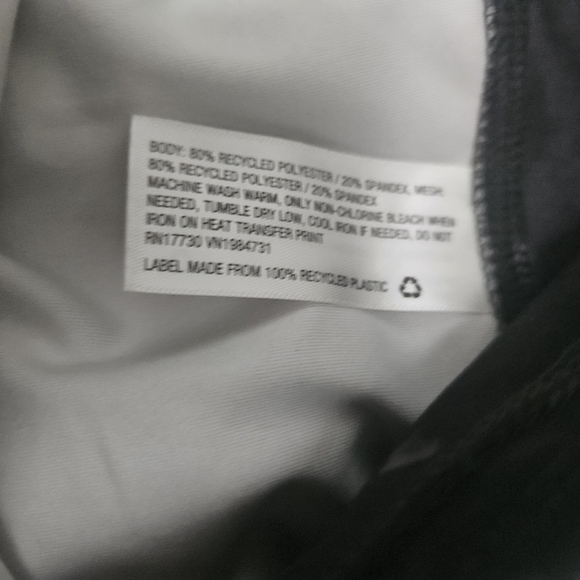 BODY: 80% RECYCLED POLYESTER / 20% SPANDEX, MESH:
80% RECYCLED POLYESTER / 20% SPANDEX
MACHINE WASH WARM, ONLY NON-CHLORINE BLEACH WHEN
NEEDED, TUMBLE DRY LOW, COOL IRON IF NEEDED, DO NOT
IRON ON HEAT TRANSFER PRINT
RN17730 VN1984731
LABEL MADE FROM 100% RECYCLED PLASTIC